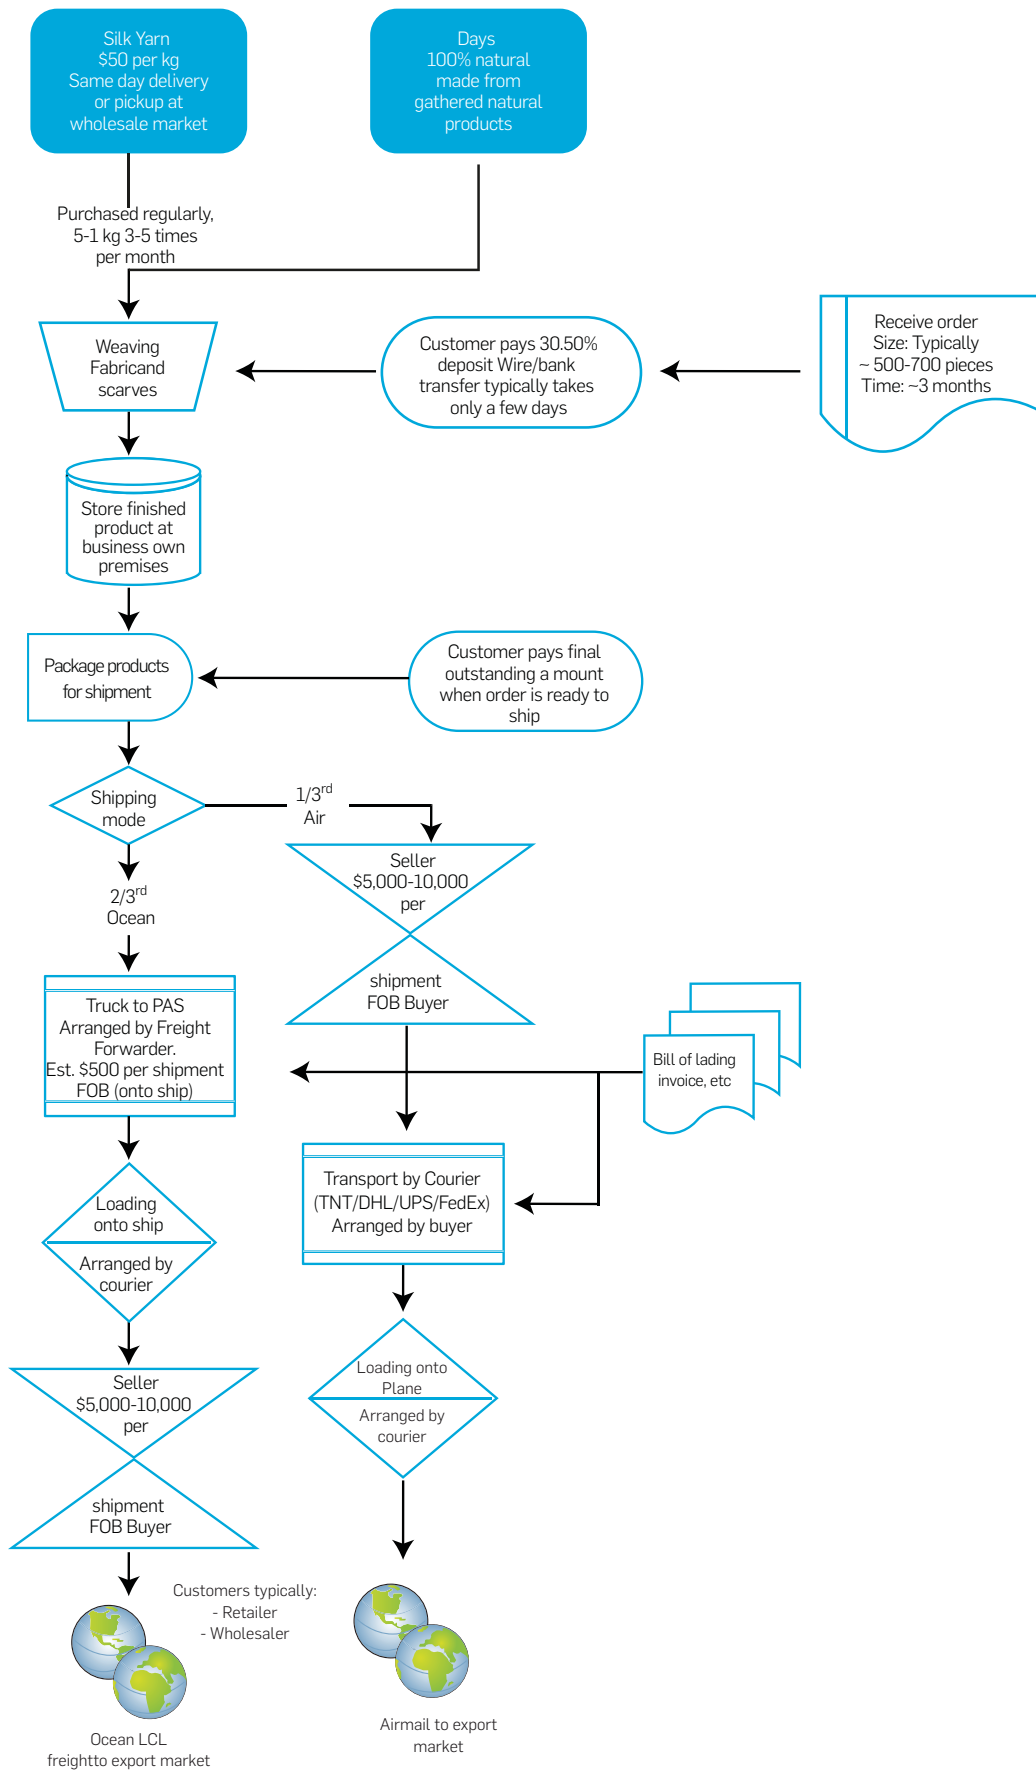 Silk Yarn
$50 per kg
Same day delivery
or pickup at
wholesale market
Days
100% natural
made from
gathered natural
products
Purchased regularly,
5-1 kg 3-5 times
per month
Weaving
Fabricand
scarves
Customer pays 30.50%
deposit Wire/bank
transfer typically takes
only a few days
Receive order
Size: Typically
~ 500-700 pieces
Time: ~3 months
Store finished
product at
business own
premises
Package products
for shipment
Customer pays final
outstanding a mount
when order is ready to
ship
Shipping
mode
1/3rd
Air
2/3rd
Ocean
Seller
$5,000-10,000
per
shipment
FOB Buyer
Truck to PAS
Arranged by Freight
Forwarder.
Est. $500 per shipment
FOB (onto ship)
Bill of lading
invoice, etc
Transport by Courier
(TNT/DHL/UPS/FedEx)
Arranged by buyer
Loading
onto ship
Arranged by
courier
Loading onto
Plane
Arranged by
courier
Seller
$5,000-10,000
per
shipment
FOB Buyer
Customers typically:
- Retailer
- Wholesaler
Ocean LCL
freightto export market
Airmail to export
market